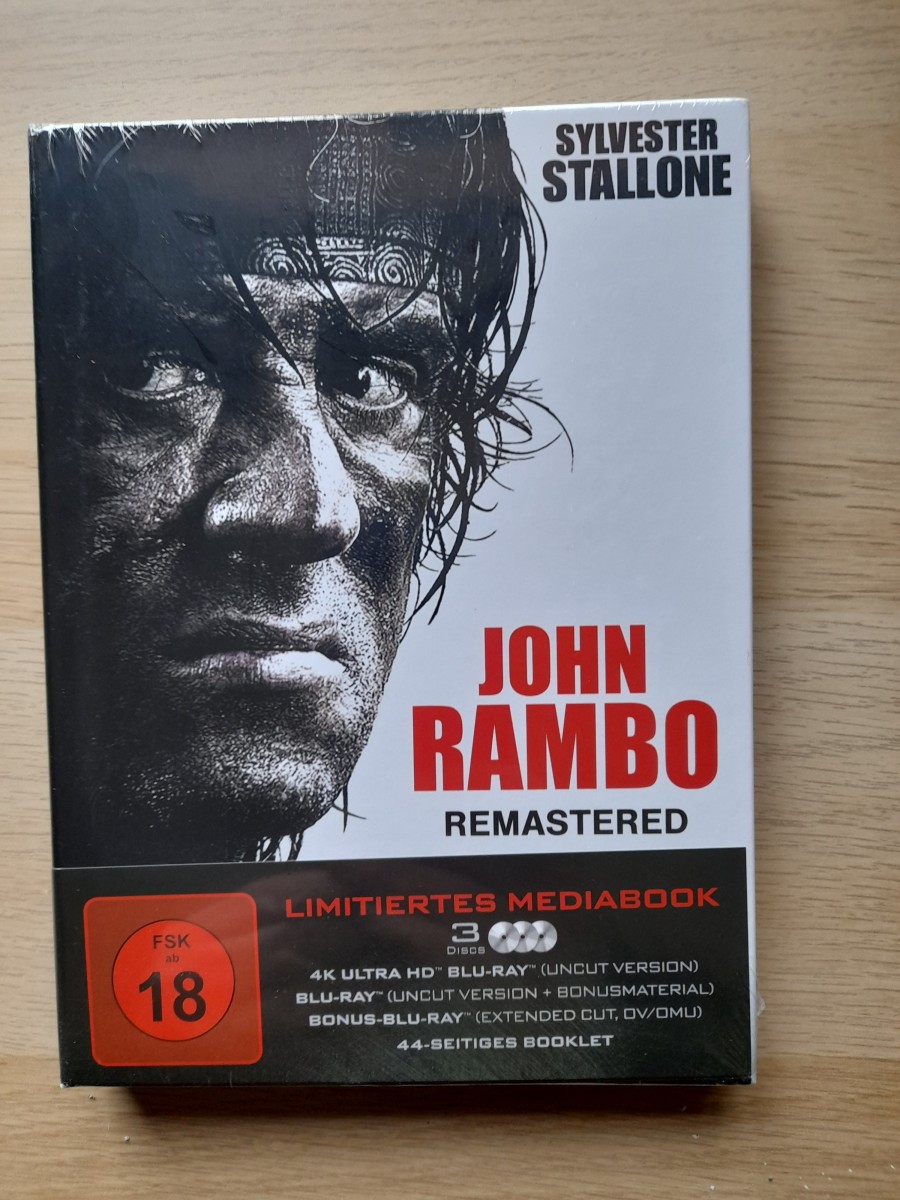 SYLVESTER
STALLONE
JOHN
RAMBO
REMASTERED
FSK
ab
18
LIMITIERTES MEDIABOOK
3
DISCS
4K ULTRA HD™ BLU-RAY™ (UNCUT VERSION)
BLU-RAY™ (UNCUT VERSION + BONUSMATERIAL)
BONUS-BLU-RAY™ (EXTENDED CUT, OV/OMU)
44-SEITIGES BOOKLET